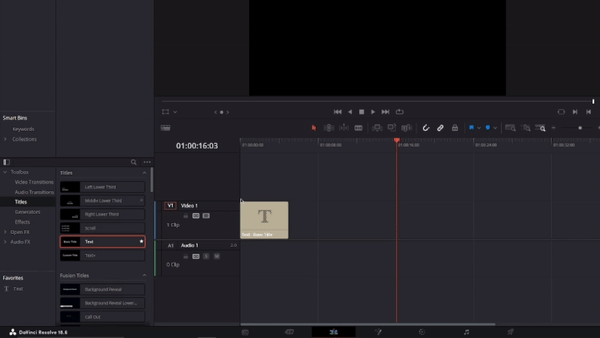 Smart Bins
Keywords
Collections
01:00:16:03
01:00:00:00
01:00:08:00
01:00:16:00
01:00:24:00
01:00:32:00
Toolbox
Video Transitions
Audio Transitions
Titles
Generators
Effects
Open FX
Audio FX
Favorites
Text
Titles
Left Lower Third
Middle Lower Third
Right Lower Third
Scroll
Basic Title
Text
Custom Title
Text+
Fusion Titles
Background Reveal
Background Reveal Lower...
Call Out
V1
Video 1
1 Clip
T
Text - Basic Title
A1
Audio 1
2.0
S
M
0 Clip
DaVinci Resolve 18.6